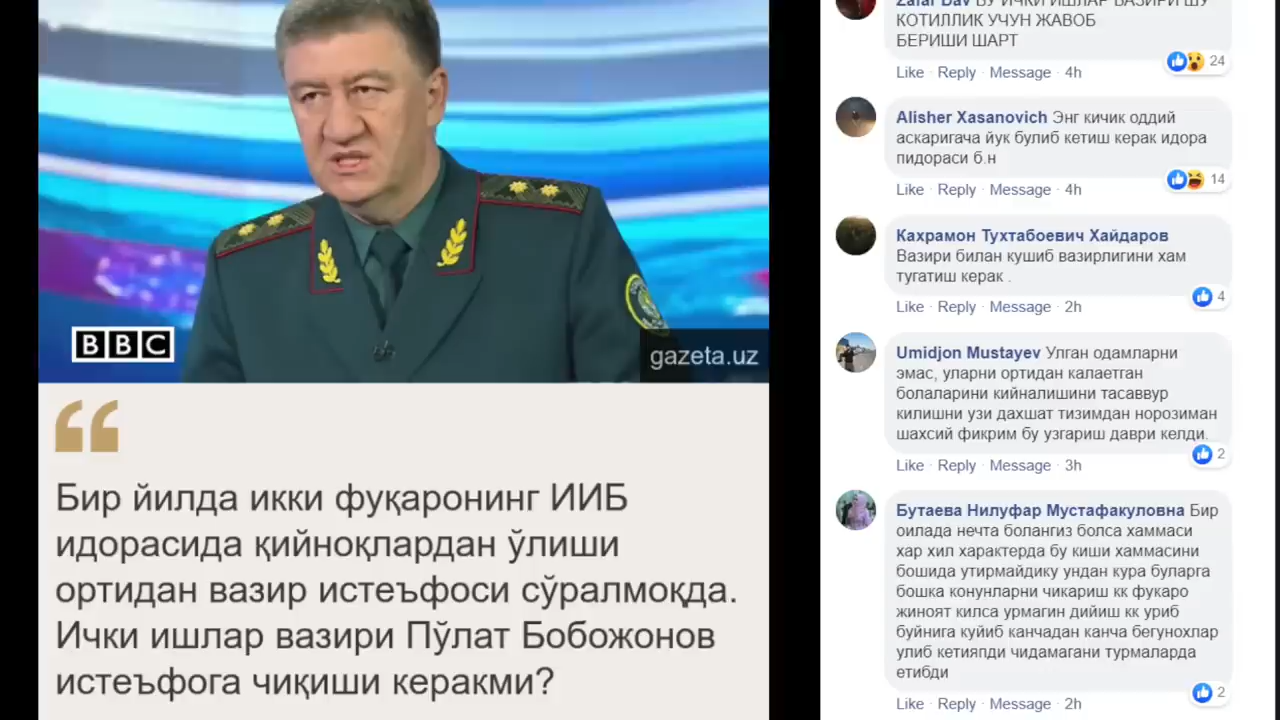 BBC
gazeta.uz
Бир йилда икки фуқаронинг ИИБ
идорасида қийноқлардан ўлиши
ортидан вазир истеъфоси сўралмоқда.
Ички ишлар вазири Пўлат Бобожонов
истеъфога чиқиши керакми?
Zafar Dav БУ ИЧКИ ИШЛАР ВАЗИРИ ШУ
КОТИЛЛИК УЧУН ЖАВОБ
БЕРИШИ ШАРТ
24
Like · Reply · Message · 4h
Alisher Xasanovich Энг кичик оддий
аскаригача йук булиб кетиш керак идора
пидораси б.н
14
Like · Reply · Message · 4h
Кахрамон Тухтабоевич Хайдаров
Вазири билан кушиб вазирлигини хам
тугатиш керак .
4
Like · Reply · Message · 2h
Umidjon Mustayev Улган одамларни
эмас, уларни ортидан калаетган
болаларини кийналишини тасаввур
килишни узи дахшат тизимдан норозиман
шахсий фикрим бу узгариш даври келди.
2
Like · Reply · Message · 3h
Бутаева Нилуфар Мустафакуловна Бир
оилада нечта болангиз болса хаммаси
хар хил характерда бу киши хаммасини
бошида утирмайдику ундан кура буларга
бошка конунларни чикариш кк фукаро
жиноят килса урмагин дийиш кк уриб
буйнига куйиб канчадан канча бегунохлар
улиб кетияпди чидамагани турмаларда
етибди
2
Like · Reply · Message · 2h